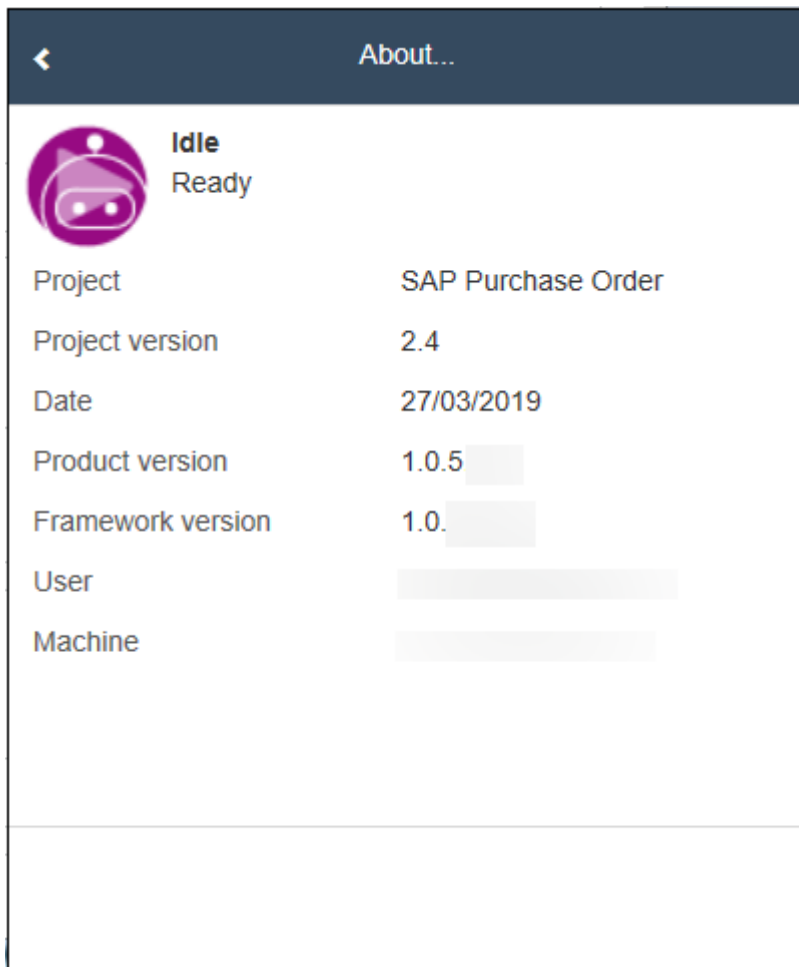 About...
Idle
Ready
Project SAP Purchase Order
Project version 2.4
Date 27/03/2019
Product version 1.0.5
Framework version 1.0.
User
Machine